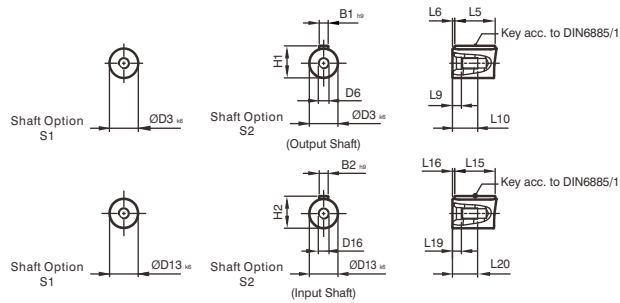 B1 h9
L6 L5
Key acc. to DIN6885/1
H1
D6
L9
Shaft Option
S1
ØD3 k6
Shaft Option
S2
ØD3 k6
L10
(Output Shaft)
B2 h9
L16 L15
Key acc. to DIN6885/1
H2
D16
L19
Shaft Option
S1
ØD13 k6
Shaft Option
S2
ØD13 k6
L20
(Input Shaft)